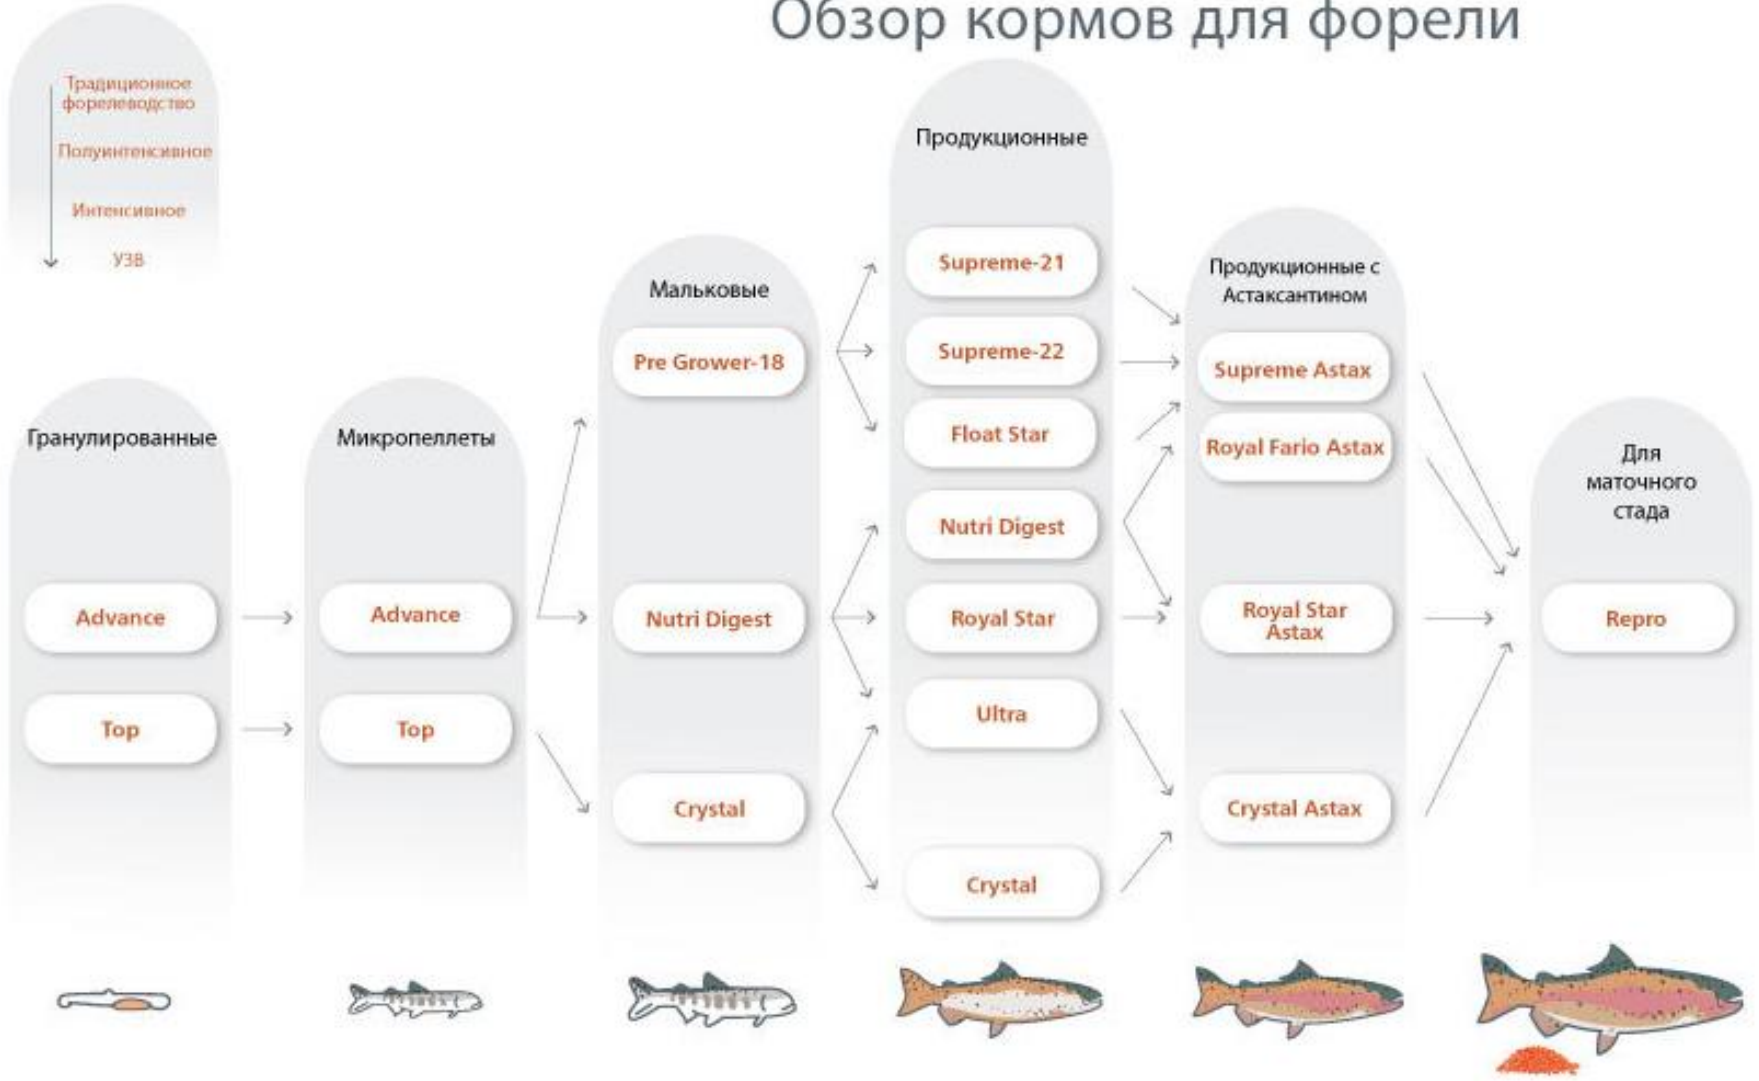 Обзор кормов для форели
Традиционное
форелеводство
Полуинтенсивное
Интенсивное
УЗВ
Гранулированные
Advance
Top
Микропеллеты
Advance
Top
Мальковые
Pre Grower-18
Nutri Digest
Crystal
Продукционные
Supreme-21
Supreme-22
Float Star
Nutri Digest
Royal Star
Ultra
Crystal
Продукционные с
Астаксантином
Supreme Astax
Royal Fario Astax
Royal Star
Astax
Crystal Astax
Для
маточного
стада
Repro